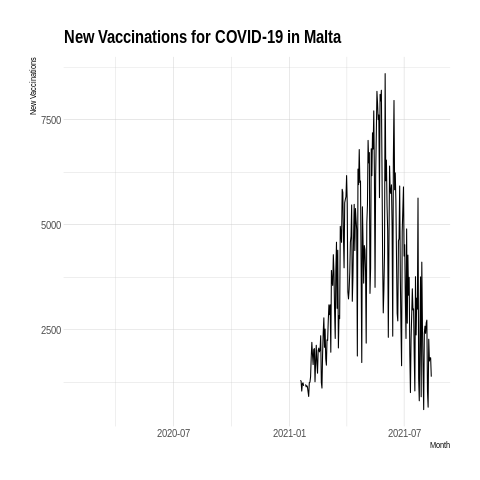 New Vaccinations for COVID-19 in Malta
New Vaccinations
7500
5000
2500
2020-07
2021-01
2021-07
Month